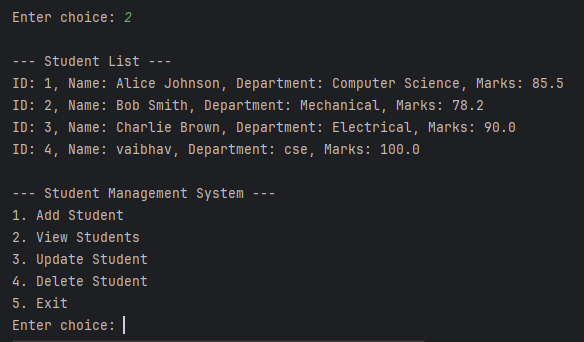 Enter choice: 2
--- Student List ---
ID: 1, Name: Alice Johnson, Department: Computer Science, Marks: 85.5
ID: 2, Name: Bob Smith, Department: Mechanical, Marks: 78.2
ID: 3, Name: Charlie Brown, Department: Electrical, Marks: 90.0
ID: 4, Name: vaibhav, Department: cse, Marks: 100.0
--- Student Management System ---
1. Add Student
2. View Students
3. Update Student
4. Delete Student
5. Exit
Enter choice: